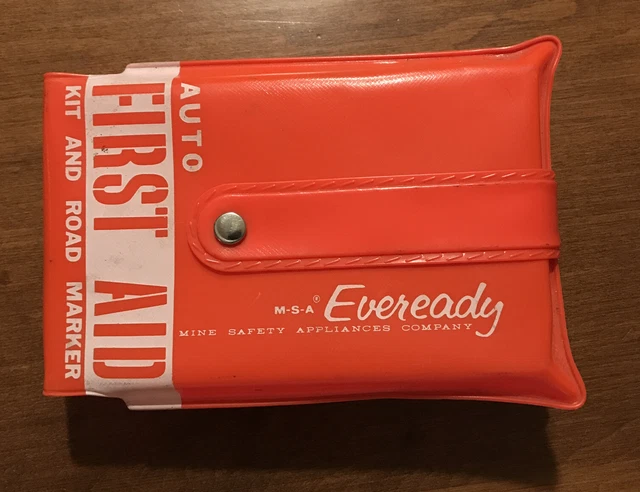 AUTO
FIRST AID
KIT AND ROAD MARKER
M-S-A® Eveready
MINE SAFETY APPLIANCES COMPANY